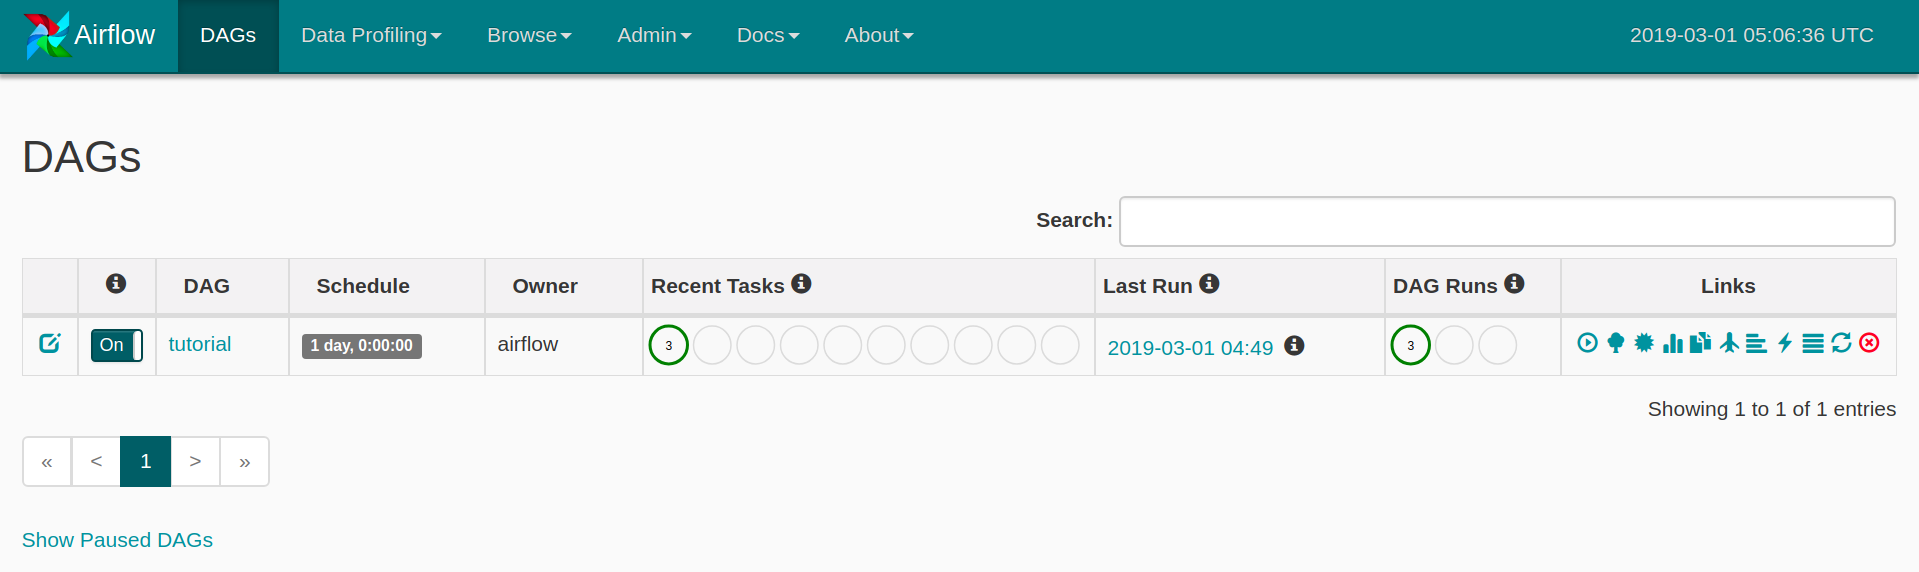 Airflow DAGs Data Profiling Browse Admin Docs About 2019-03-01 05:06:36 UTC
DAGs
Search:
DAG Schedule Owner Recent Tasks Last Run DAG Runs Links
On tutorial 1 day, 0:00:00 airflow 3 2019-03-01 04:49 3
Showing 1 to 1 of 1 entries
« < 1 > »
Show Paused DAGs